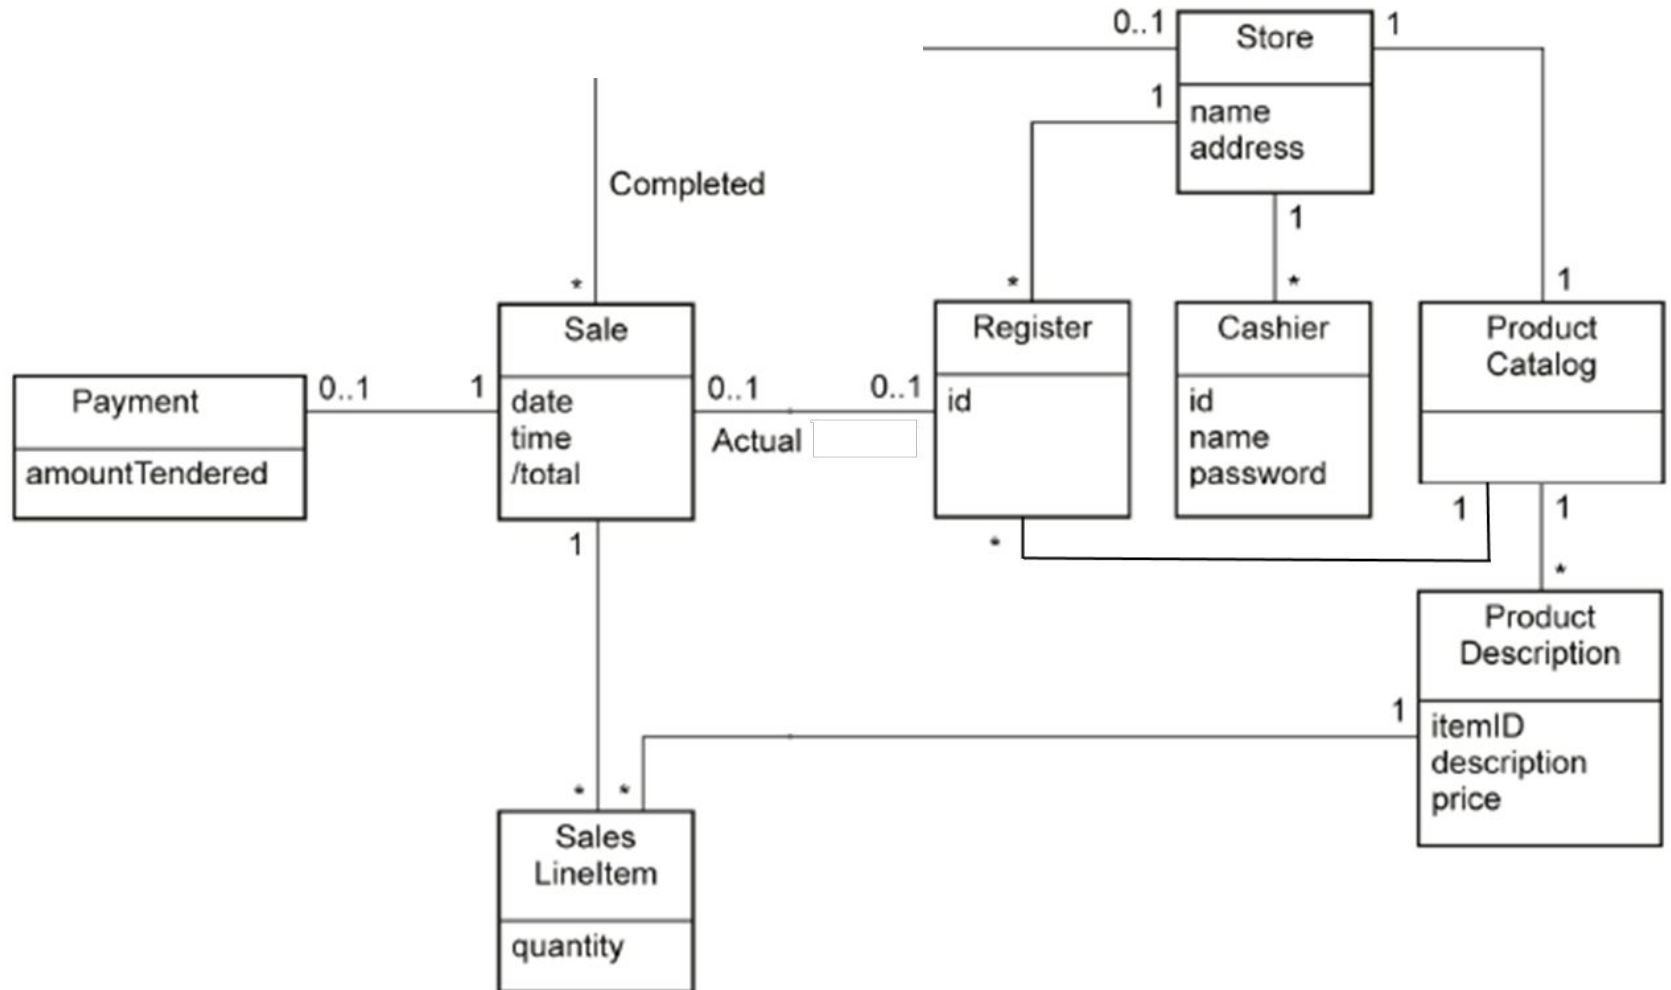 0..1
Store
1
1
name
address
Completed
1
*
*
*
1
Sale
Register
Cashier
Product
Catalog
Payment
0..1
1
date
time
/total
0..1
0..1
id
id
name
password
Actual
amountTendered
1
*
1
1
*
Product
Description
1
itemID
description
price
*
*
Sales
LineItem
quantity